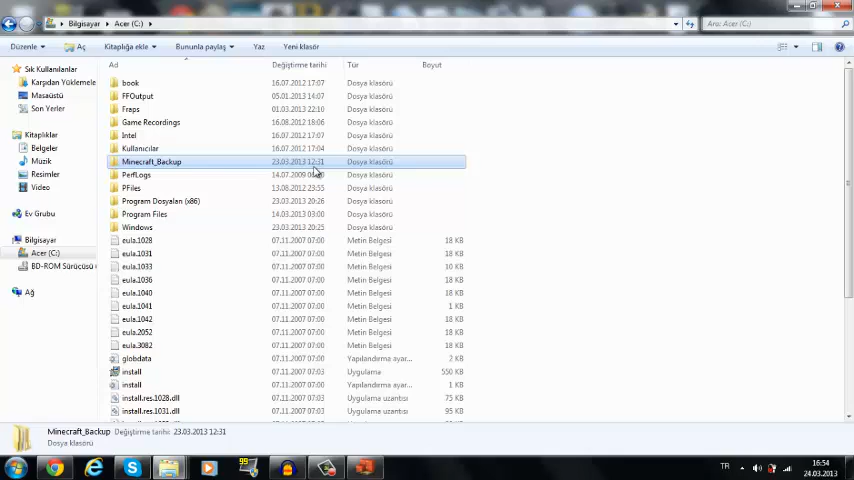 Bilgisayar ▸ Acer (C:) ▸
Ara: Acer (C:)
Düzenle Aç Kitaplığa ekle Bununla paylaş Yaz Yeni klasör
Sık Kullanılanlar
Karşıdan Yüklemele
Masaüstü
Son Yerler
Kitaplıklar
Belgeler
Müzik
Resimler
Video
Ev Grubu
Bilgisayar
Acer (C:)
BD-ROM Sürücüsü
Ağ
Ad Değiştirme tarihi Tür Boyut
book 16.07.2012 17:07 Dosya klasörü
FFOutput 05.01.2013 14:07 Dosya klasörü
Fraps 01.03.2013 22:10 Dosya klasörü
Game Recordings 16.08.2012 18:06 Dosya klasörü
Intel 16.07.2012 17:07 Dosya klasörü
Kullanıcılar 16.07.2012 17:04 Dosya klasörü
Minecraft_Backup 23.03.2013 12:31 Dosya klasörü
PerfLogs 14.07.2009 Dosya klasörü
PFiles 13.08.2012 23:55 Dosya klasörü
Program Dosyaları (x86) 23.03.2013 20:26 Dosya klasörü
Program Files 14.03.2013 03:00 Dosya klasörü
Windows 23.03.2013 20:25 Dosya klasörü
eula.1028 07.11.2007 07:00 Metin Belgesi 18 KB
eula.1031 07.11.2007 07:00 Metin Belgesi 18 KB
eula.1033 07.11.2007 07:00 Metin Belgesi 10 KB
eula.1036 07.11.2007 07:00 Metin Belgesi 18 KB
eula.1040 07.11.2007 07:00 Metin Belgesi 18 KB
eula.1041 07.11.2007 07:00 Metin Belgesi 1 KB
eula.1042 07.11.2007 07:00 Metin Belgesi 18 KB
eula.2052 07.11.2007 07:00 Metin Belgesi 18 KB
eula.3082 07.11.2007 07:00 Metin Belgesi 18 KB
globdata 07.11.2007 07:00 Yapılandırma ayar... 2 KB
install 07.11.2007 07:03 Uygulama 550 KB
install 07.11.2007 07:00 Yapılandırma ayar... 1 KB
install.res.1028.dll 07.11.2007 07:03 Uygulama uzantısı 75 KB
install.res.1031.dll 07.11.2007 07:03 Uygulama uzantısı 95 KB
Minecraft_Backup Değiştirme tarihi: 23.03.2013 12:31
Dosya klasörü
99
TR
16:54
24.03.2013